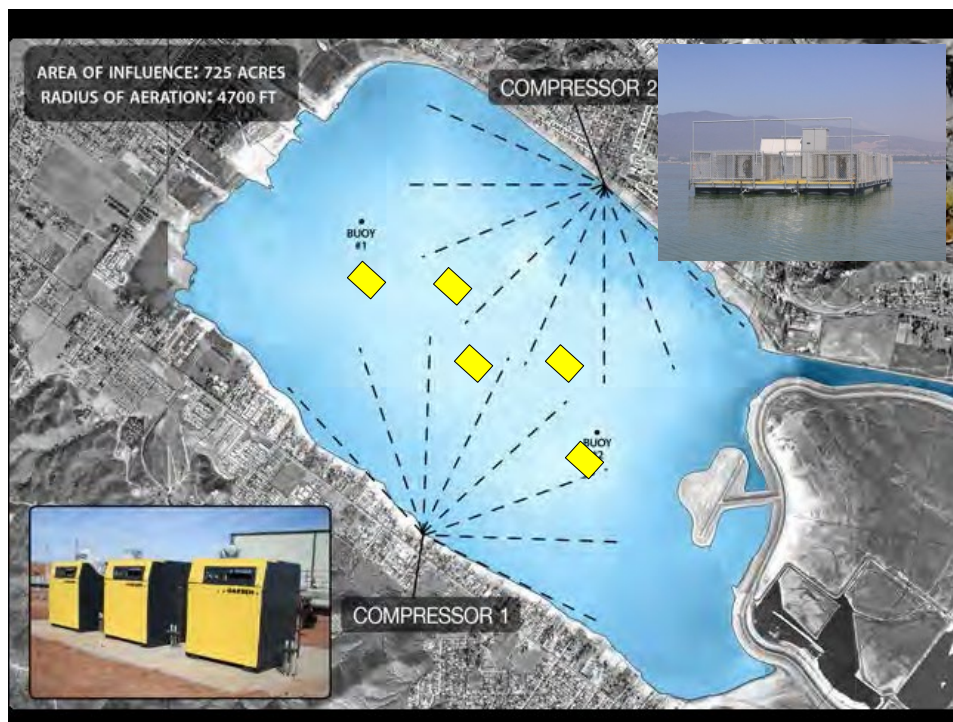 AREA OF INFLUENCE: 725 ACRES
RADIUS OF AERATION: 4700 FT
COMPRESSOR 2
BUOY
#1
BUOY
COMPRESSOR 1